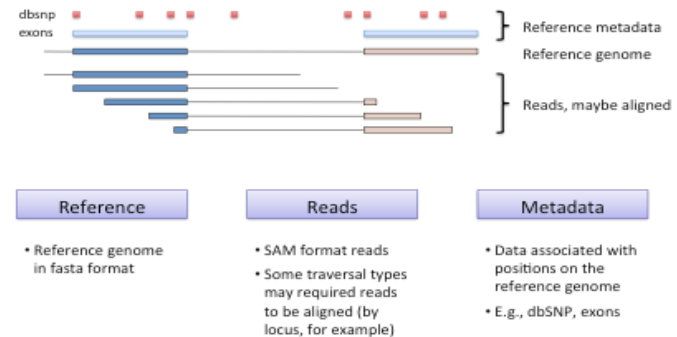 dbsnp
exons
Reference metadata
Reference genome
Reads, maybe aligned
Reference
• Reference genome
in fasta format
Reads
• SAM format reads
• Some traversal types
may required reads
to be aligned (by
locus, for example)
Metadata
• Data associated with
positions on the
reference genome
• E.g., dbSNP, exons